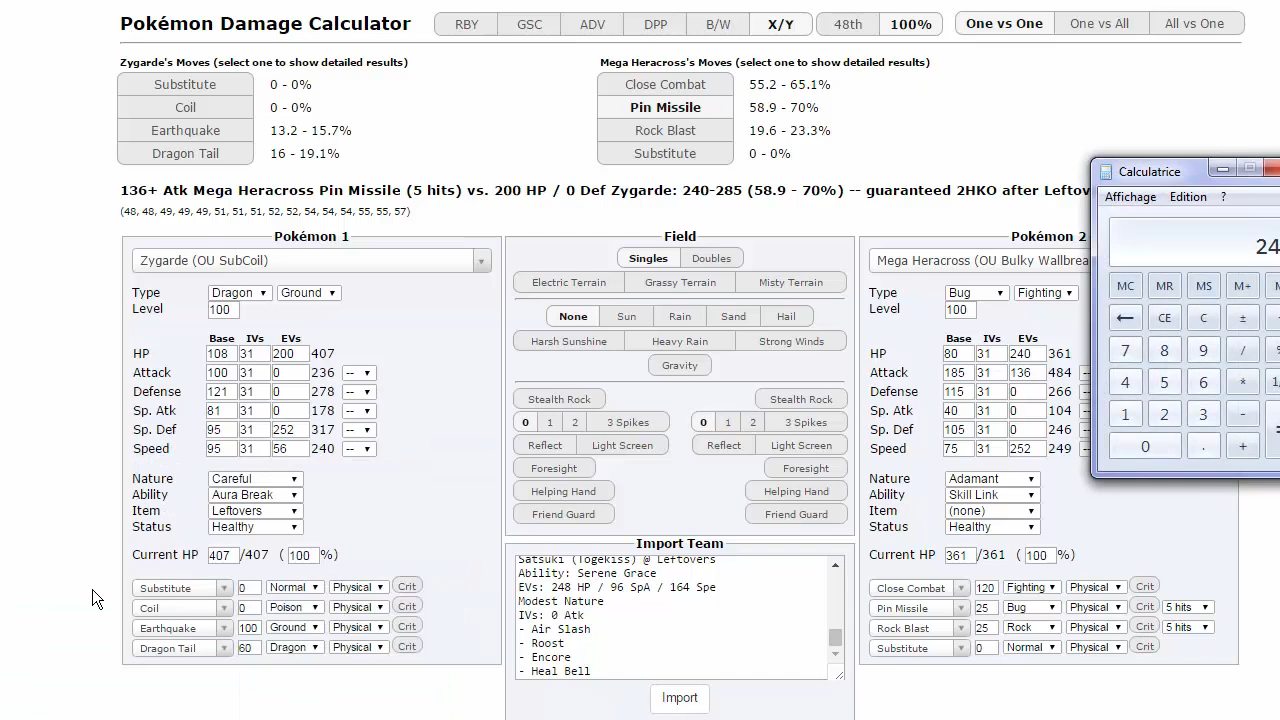 Pokémon Damage Calculator
RBY GSC ADV DPP B/W X/Y 48th 100% One vs One One vs All All vs One
Zygarde's Moves (select one to show detailed results)
Substitute 0 - 0%
Coil 0 - 0%
Earthquake 13.2 - 15.7%
Dragon Tail 16 - 19.1%
Mega Heracross's Moves (select one to show detailed results)
Close Combat 55.2 - 65.1%
Pin Missile 58.9 - 70%
Rock Blast 19.6 - 23.3%
Substitute 0 - 0%
136+ Atk Mega Heracross Pin Missile (5 hits) vs. 200 HP / 0 Def Zygarde: 240-285 (58.9 - 70%) -- guaranteed 2HKO after Leftov
(48, 48, 49, 49, 49, 51, 51, 51, 52, 52, 54, 54, 54, 55, 55, 57)
Pokémon 1
Zygarde (OU SubCoil)
Type Dragon Ground
Level 100
Base IVs EVs
HP 108 31 200 407
Attack 100 31 0 236 --
Defense 121 31 0 278 --
Sp. Atk 81 31 0 178 --
Sp. Def 95 31 252 317 --
Speed 95 31 56 240 --
Nature Careful
Ability Aura Break
Item Leftovers
Status Healthy
Current HP 407 /407 ( 100 %)
Substitute 0 Normal Physical Crit
Coil 0 Poison Physical Crit
Earthquake 100 Ground Physical Crit
Dragon Tail 60 Dragon Physical Crit
Field
Singles Doubles
Electric Terrain Grassy Terrain Misty Terrain
None Sun Rain Sand Hail
Harsh Sunshine Heavy Rain Strong Winds
Gravity
Stealth Rock Stealth Rock
0 1 2 3 Spikes 0 1 2 3 Spikes
Reflect Light Screen Reflect Light Screen
Foresight Foresight
Helping Hand Helping Hand
Friend Guard Friend Guard
Import Team
Satsuki (Togekiss) @ Leftovers
Ability: Serene Grace
EVs: 248 HP / 96 SpA / 164 Spe
Modest Nature
IVs: 0 Atk
- Air Slash
- Roost
- Encore
- Heal Bell
Import
Pokémon 2
Mega Heracross (OU Bulky Wallbrea
Type Bug Fighting
Level 100
Base IVs EVs
HP 80 31 240 361
Attack 185 31 136 484 --
Defense 115 31 0 266 --
Sp. Atk 40 31 0 104 --
Sp. Def 105 31 0 246 --
Speed 75 31 252 249 --
Nature Adamant
Ability Skill Link
Item (none)
Status Healthy
Current HP 361 /361 ( 100 %)
Close Combat 120 Fighting Physical Crit
Pin Missile 25 Bug Physical Crit 5 hits
Rock Blast 25 Rock Physical Crit 5 hits
Substitute 0 Normal Physical Crit
Calculatrice
Affichage Edition ?
24
MC MR MS M+
← CE C ±
7 8 9 /
4 5 6 *
1 2 3 -
0 . +